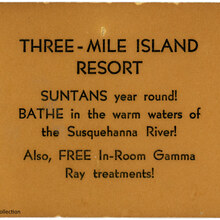 THREE-MILE ISLAND
RESORT
SUNTANS year round!
BATHE in the warm waters of
the Susquehanna River!
Also, FREE In-Room Gamma
Ray treatments!
ollection